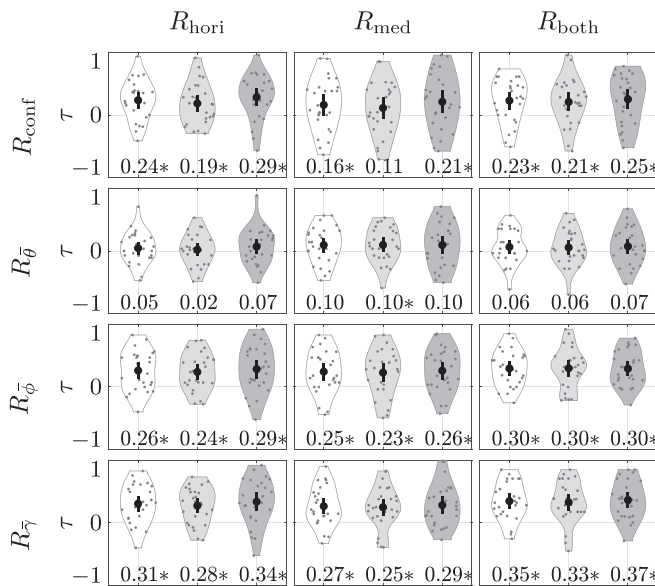 R_hori R_med R_both
R_conf τ 1 0 −1 0.24* 0.19* 0.29* 0.16* 0.11 0.21* 0.23* 0.21* 0.25*
R_θ̄ τ 1 0 −1 0.05 0.02 0.07 0.10 0.10* 0.10 0.06 0.06 0.07
R_ϕ̄ τ 1 0 −1 0.26* 0.24* 0.29* 0.25* 0.23* 0.26* 0.30* 0.30* 0.30*
R_γ̄ τ 1 0 −1 0.31* 0.28* 0.34* 0.27* 0.25* 0.29* 0.35* 0.33* 0.37*